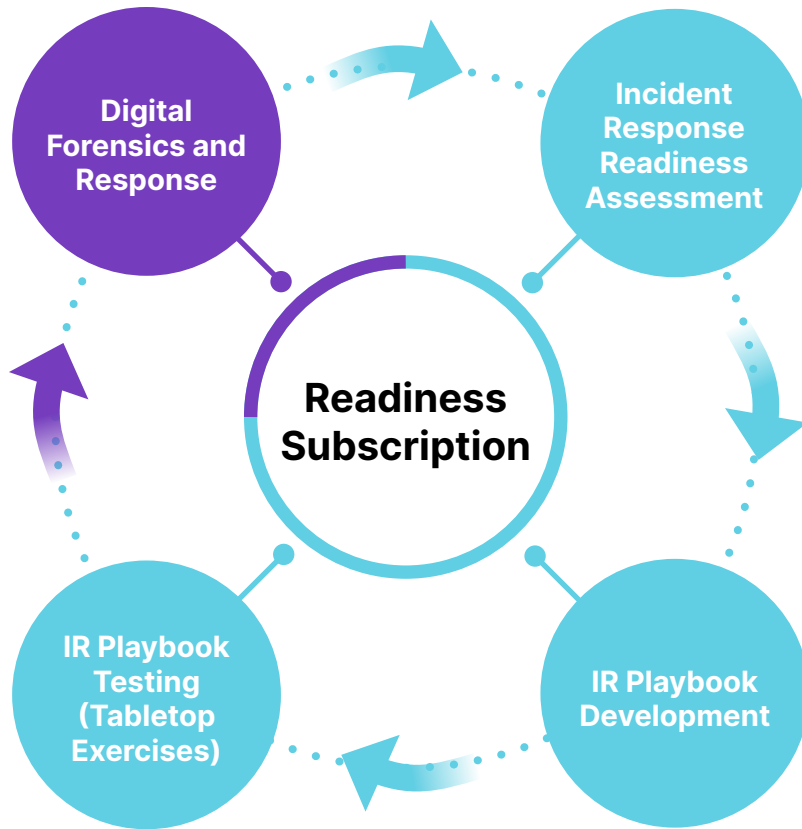 Digital
Forensics and
Response
Incident
Response
Readiness
Assessment
Readiness
Subscription
IR Playbook
Testing
(Tabletop
Exercises)
IR Playbook
Development